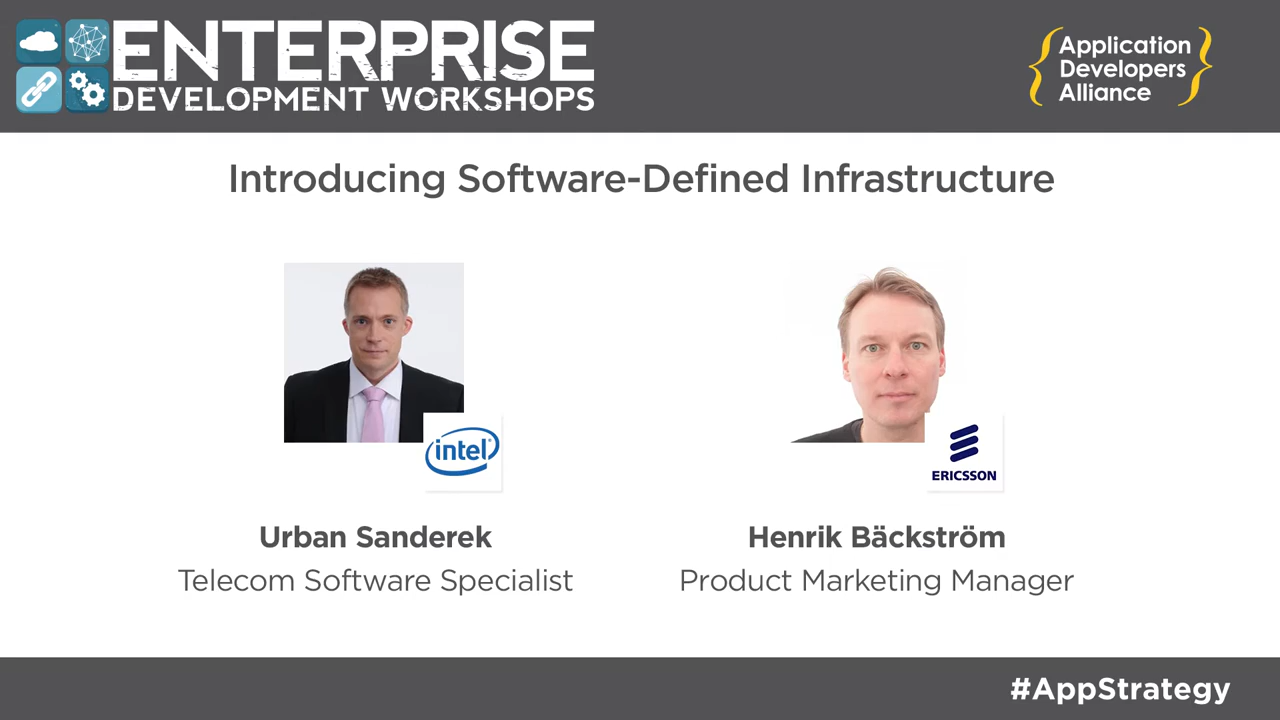 ENTERPRISE
DEVELOPMENT WORKSHOPS
Application
Developers
Alliance
Introducing Software-Defined Infrastructure
intel
ERICSSON
Urban Sanderek
Henrik Bäckström
Telecom Software Specialist
Product Marketing Manager
#AppStrategy